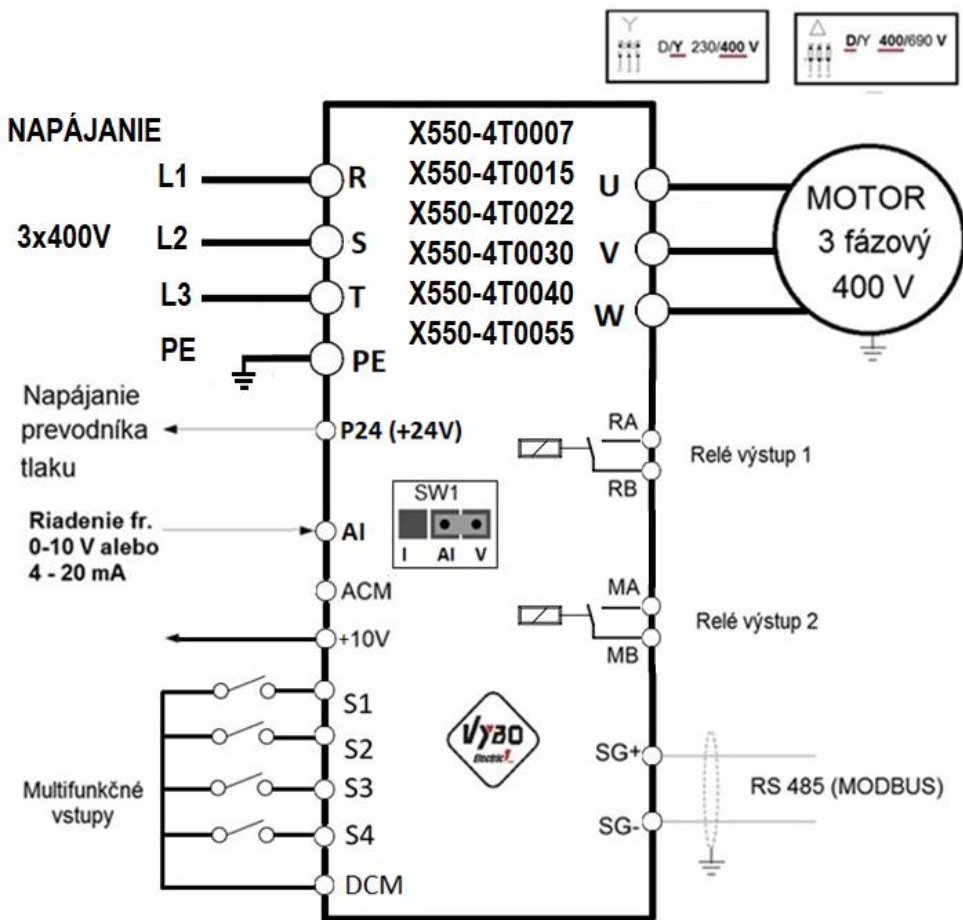 D/Y 230/400 V
D/Y 400/690 V
NAPÁJANIE
L1
3x400V
L2
L3
PE
R
S
T
PE
X550-4T0007
X550-4T0015
X550-4T0022
X550-4T0030
X550-4T0040
X550-4T0055
U
V
W
MOTOR
3 fázový
400 V
Napájanie
prevodníka
tlaku
P24 (+24V)
RA
RB
Relé výstup 1
SW1
I AI V
Riadenie fr.
0-10 V alebo
4 - 20 mA
AI
ACM
+10V
MA
MB
Relé výstup 2
S1
S2
S3
S4
DCM
Multifunkčné
vstupy
VYBO
Electric
SG+
SG-
RS 485 (MODBUS)